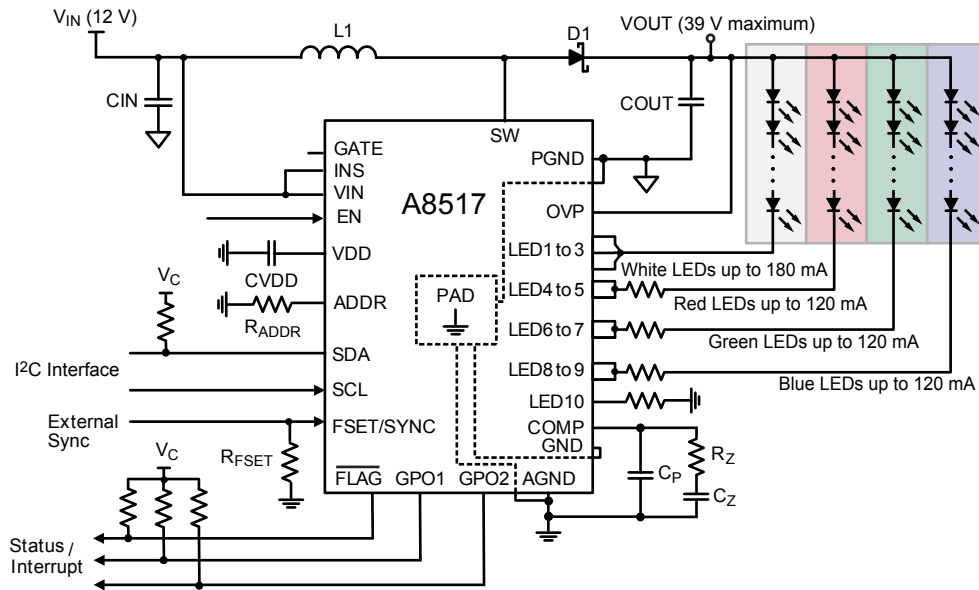 VIN (12 V)
L1
D1
VOUT (39 V maximum)
CIN
COUT
SW
GATE
INS
VIN
EN
VDD
CVDD
ADDR
RADDR
VC
SDA
I2C Interface
SCL
External
Sync
FSET/SYNC
RFSET
A8517
PAD
PGND
OVP
LED1 to 3
White LEDs up to 180 mA
LED4 to 5
Red LEDs up to 120 mA
LED6 to 7
Green LEDs up to 120 mA
LED8 to 9
Blue LEDs up to 120 mA
LED10
COMP
GND
RZ
CP
CZ
FLAG
GPO1
GPO2
AGND
VC
Status /
Interrupt